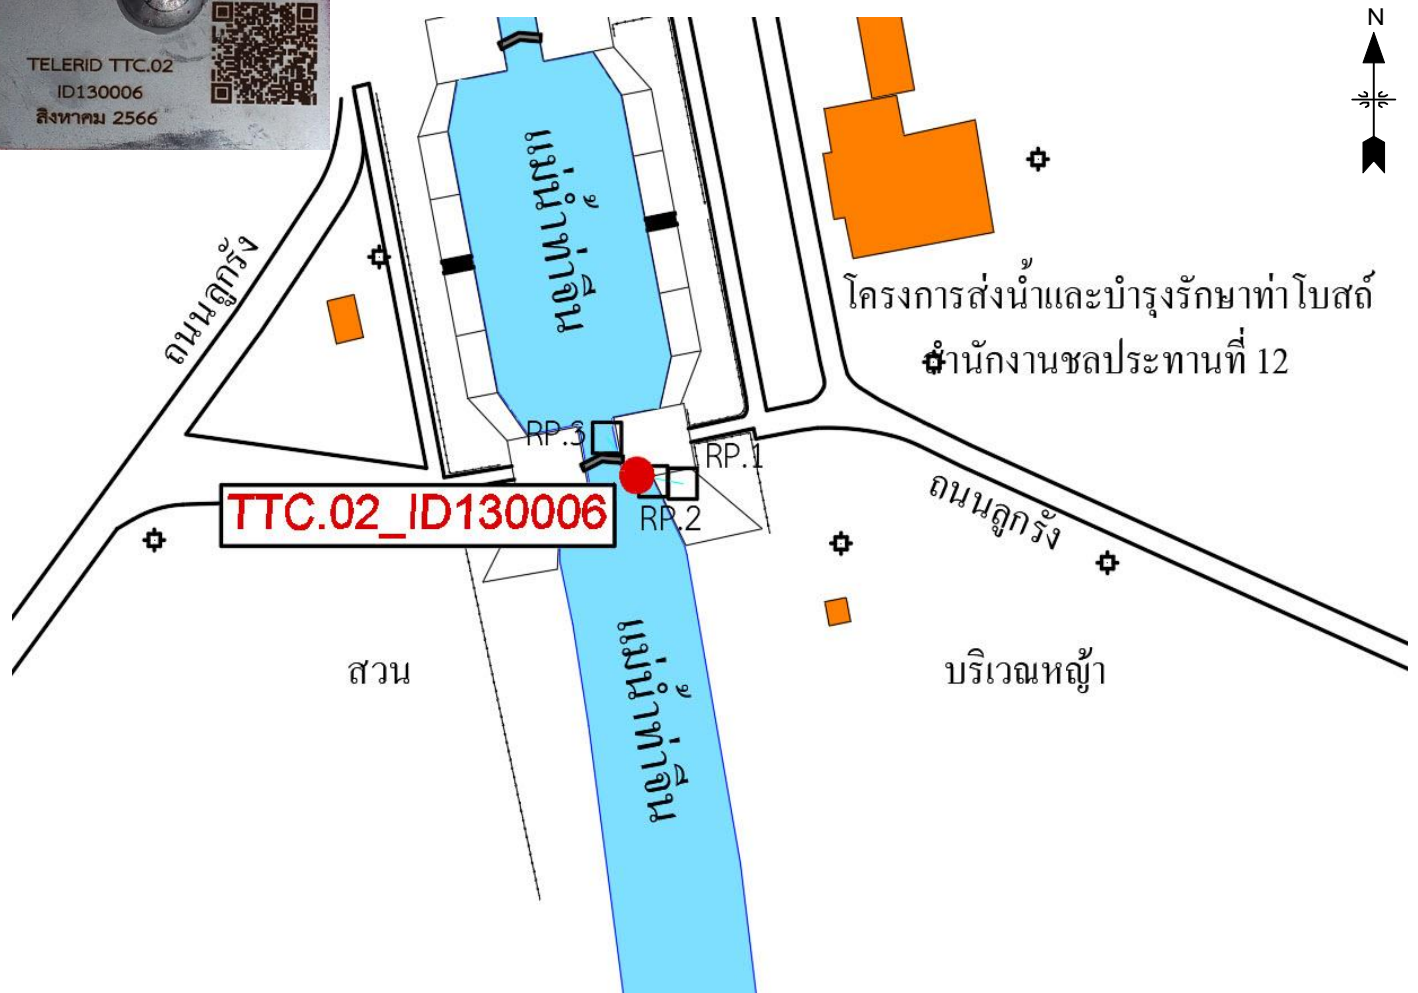 TELERID TTC.02
ID130006
สิงหาคม 2566
N
แม่น้ำท่าจีน
ถนนลูกรัง
โครงการส่งน้ำและบำรุงรักษาท่าโบสถ์
สำนักงานชลประทานที่ 12
RP.3
RP.1
TTC.02_ID130006
RP.2
ถนนลูกรัง
แม่น้ำท่าจีน
สวน
บริเวณหญ้า